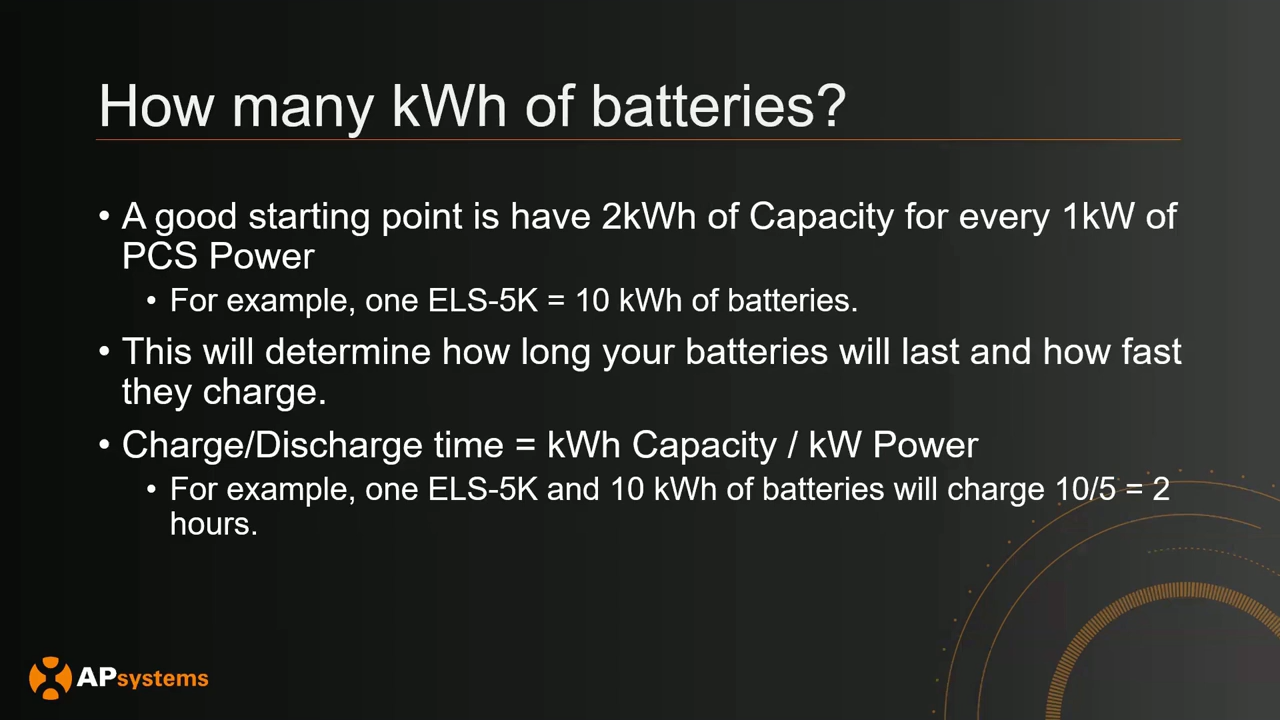 How many kWh of batteries?
• A good starting point is have 2kWh of Capacity for every 1kW of
PCS Power
• For example, one ELS-5K = 10 kWh of batteries.
• This will determine how long your batteries will last and how fast
they charge.
• Charge/Discharge time = kWh Capacity / kW Power
• For example, one ELS-5K and 10 kWh of batteries will charge 10/5 = 2
hours.
APsystems